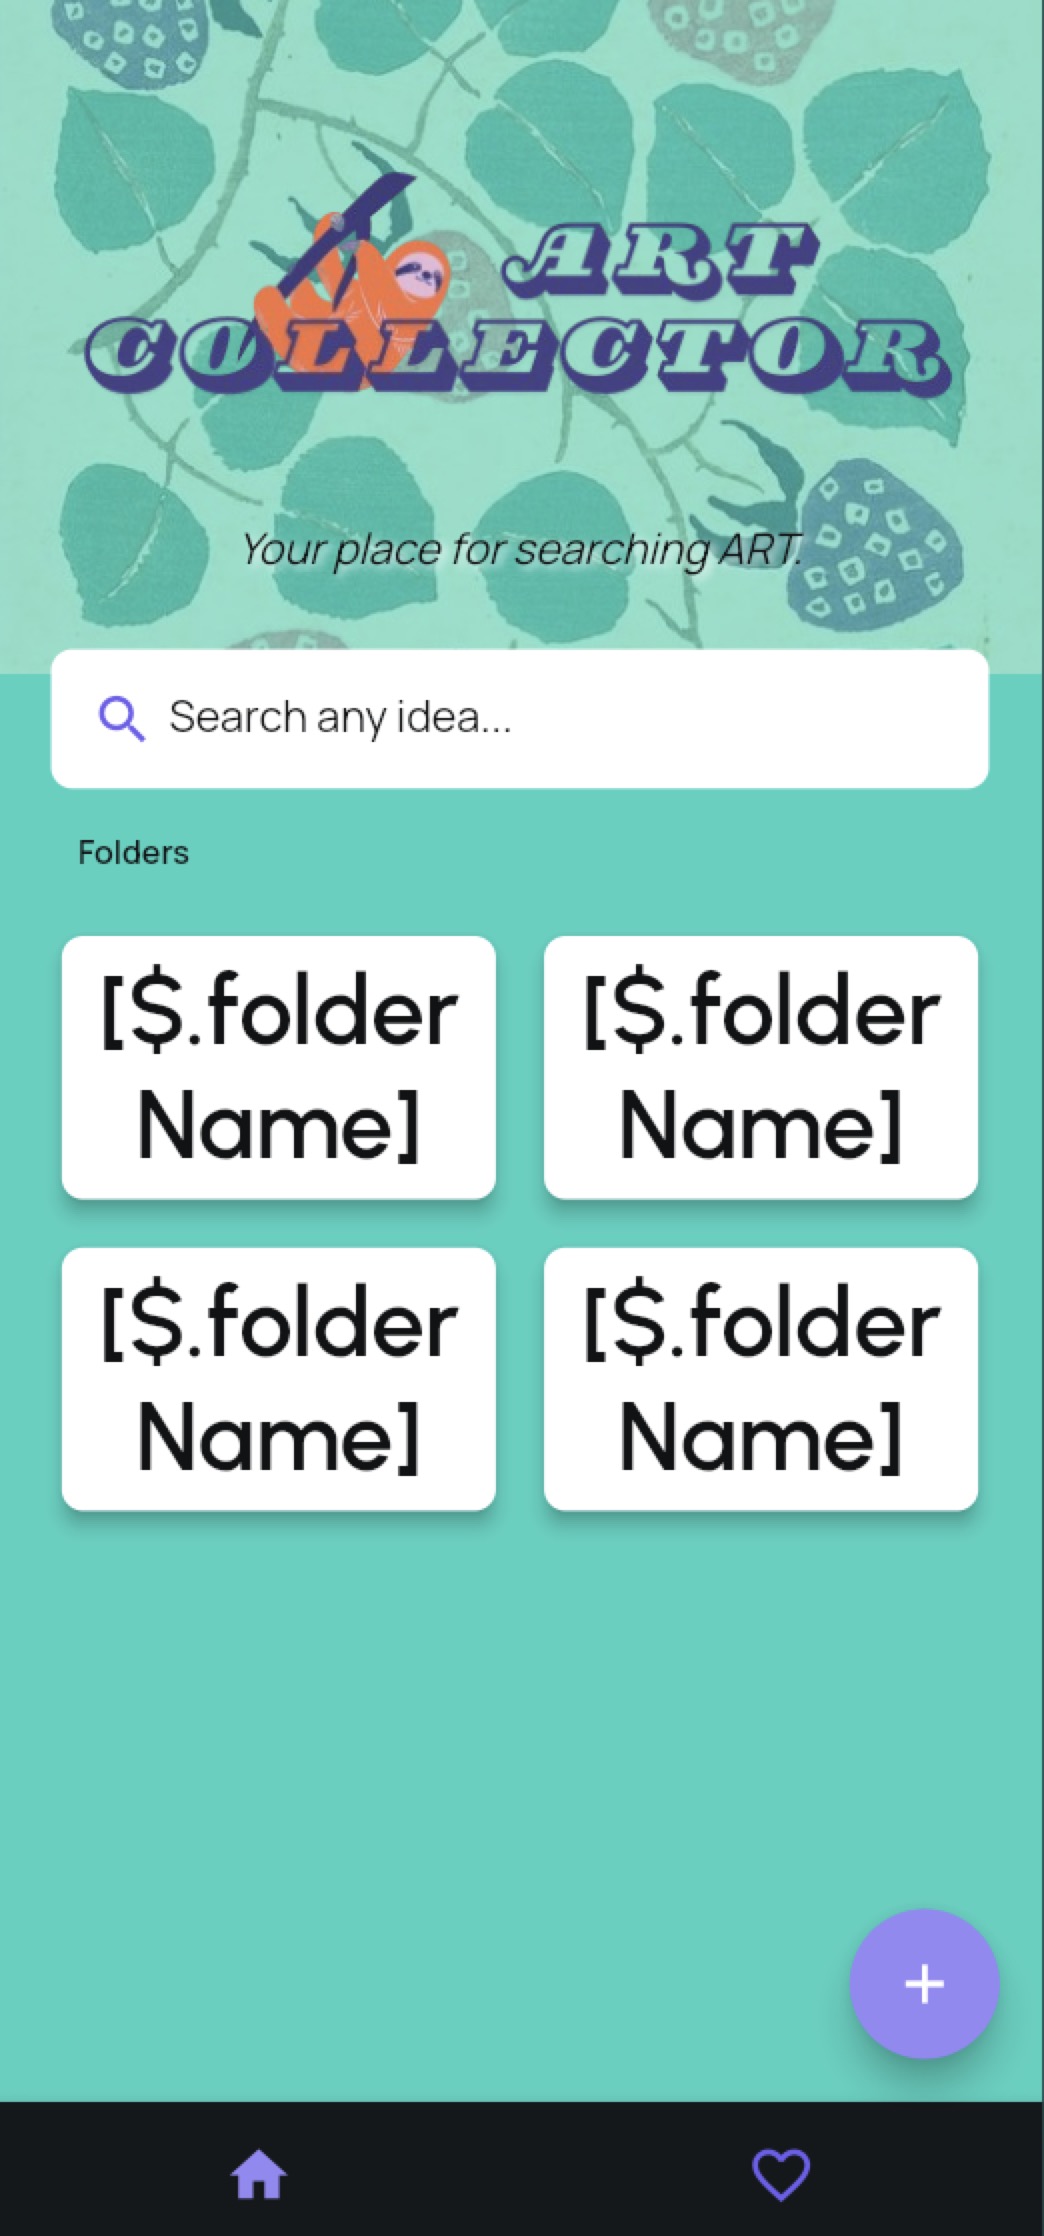 ART
COLLECTOR
Your place for searching ART.
Search any idea...
Folders
[$.folder
Name]
[$.folder
Name]
[$.folder
Name]
[$.folder
Name]